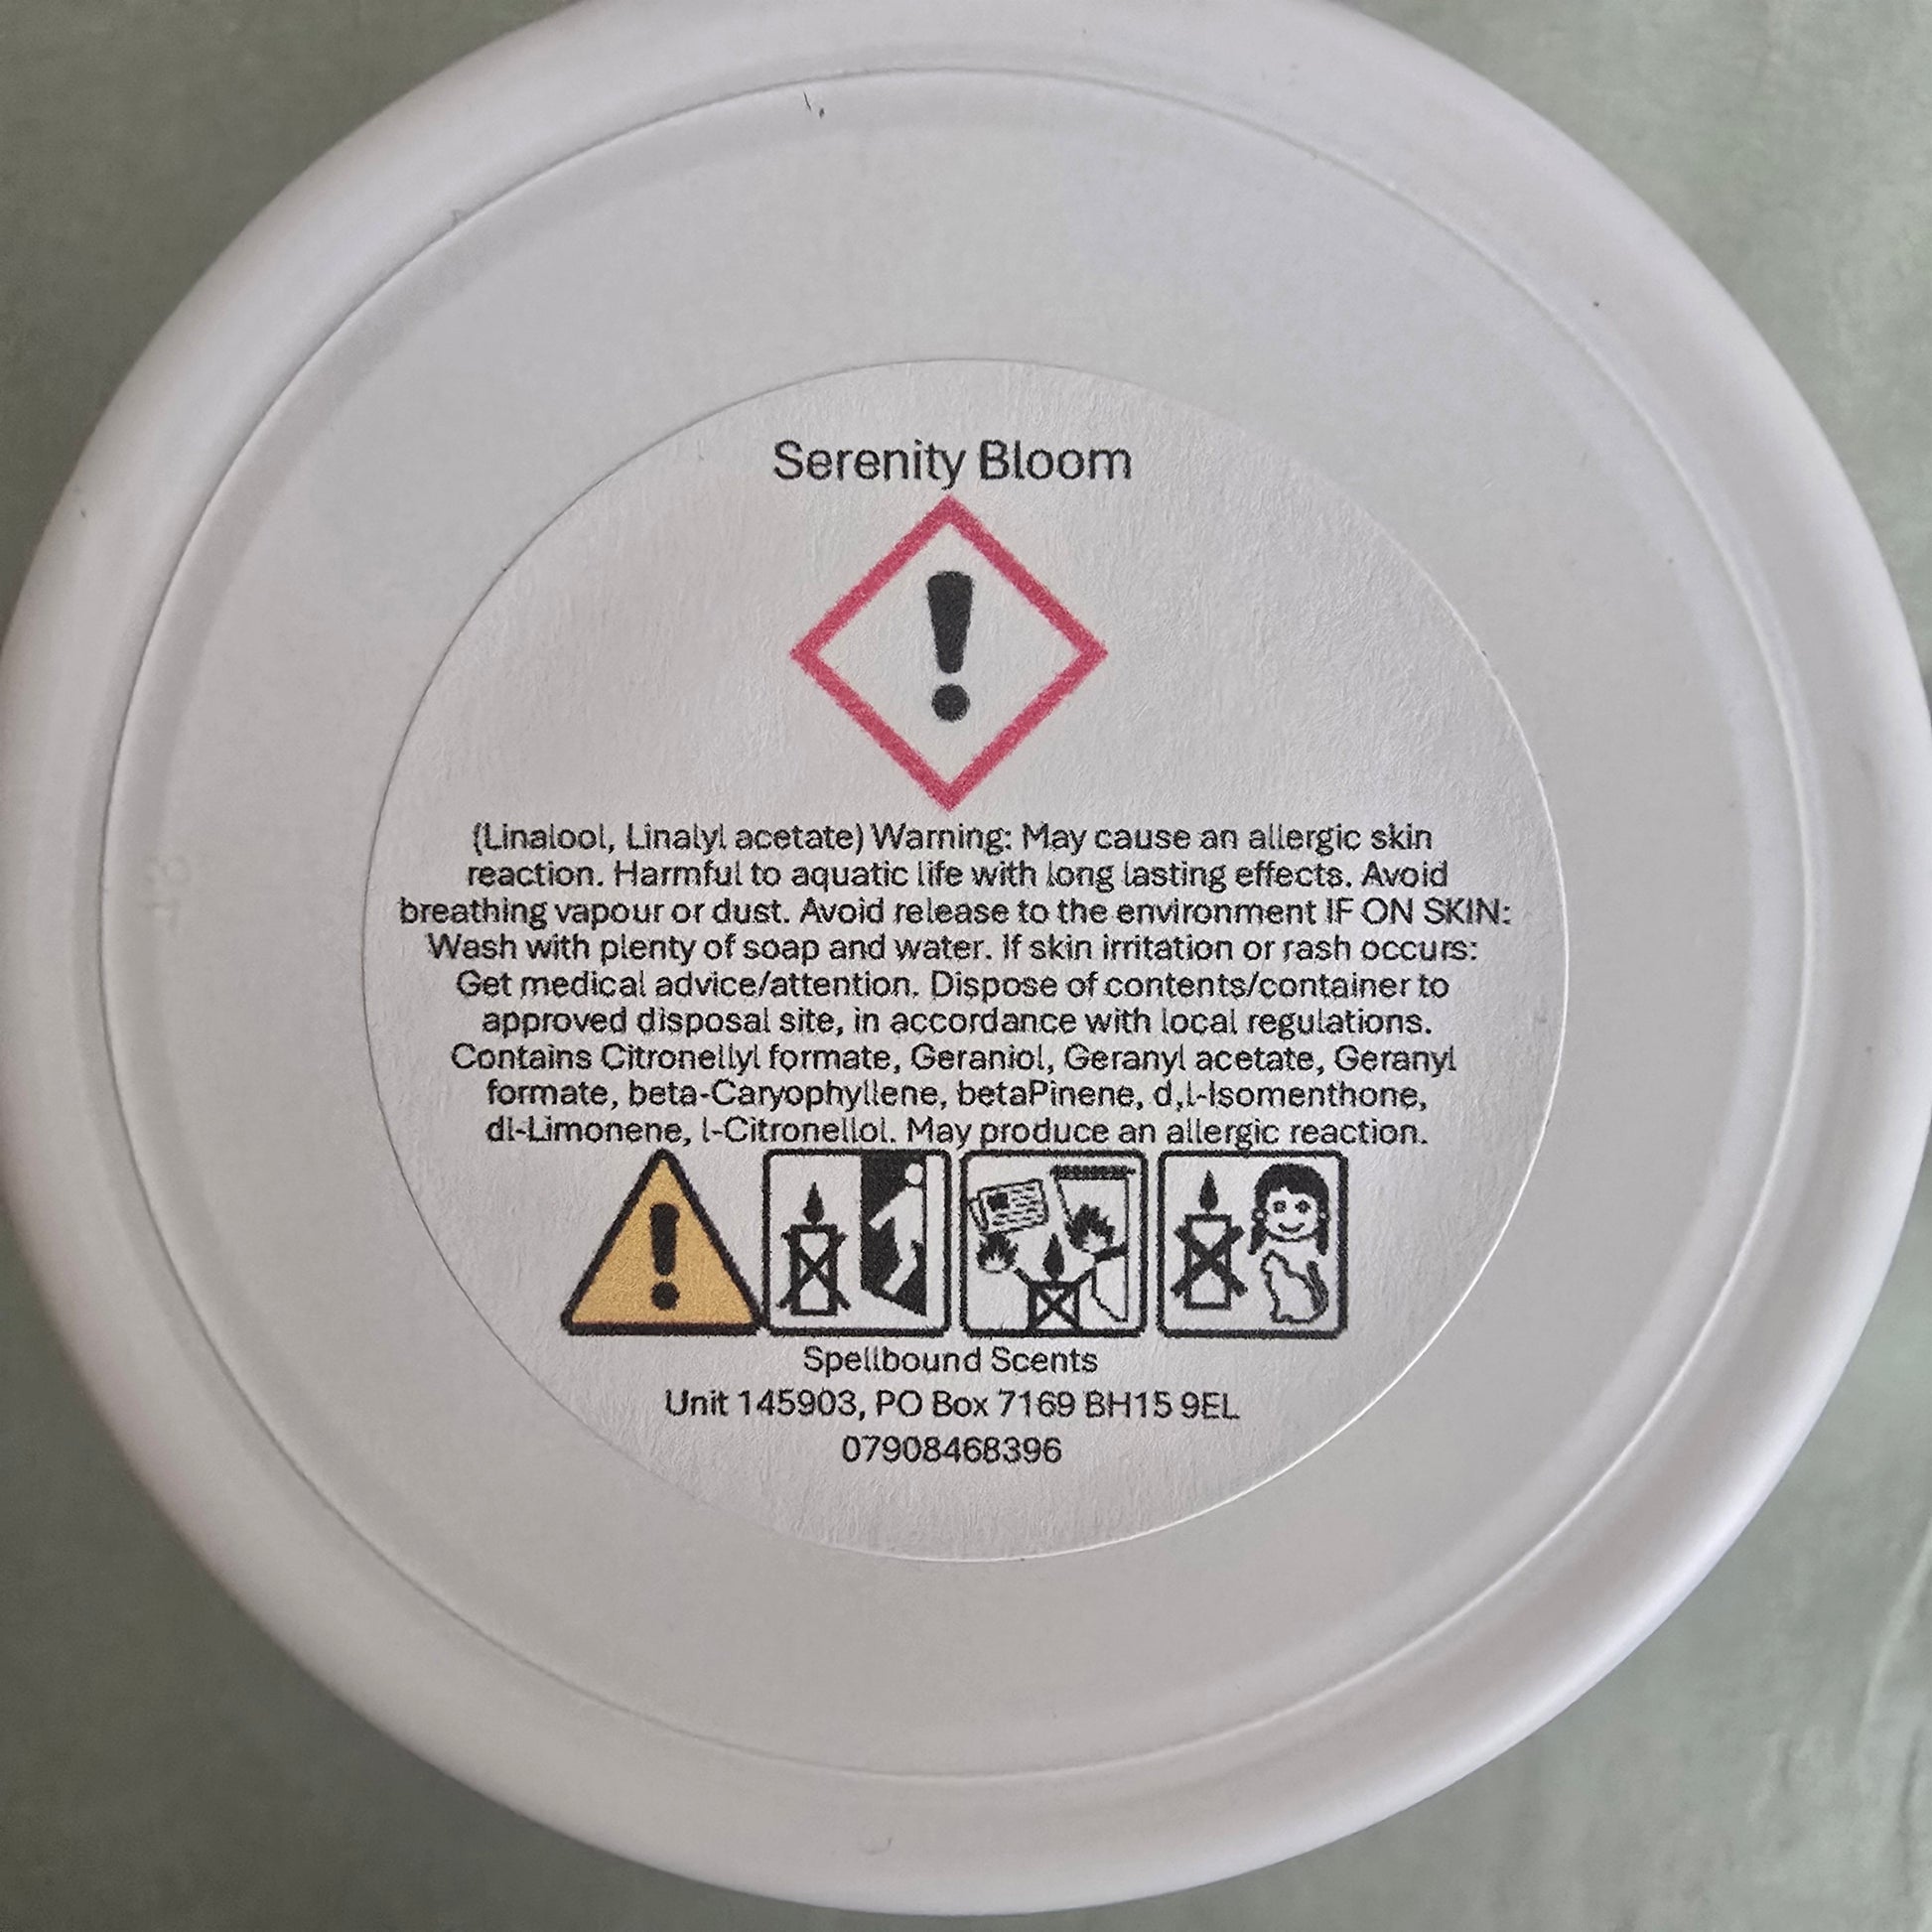 Serenity Bloom
(Linalool, Linalyl acetate) Warning: May cause an allergic skin
reaction. Harmful to aquatic life with long lasting effects. Avoid
breathing vapour or dust. Avoid release to the environment IF ON SKIN:
Wash with plenty of soap and water. If skin irritation or rash occurs:
Get medical advice/attention. Dispose of contents/container to
approved disposal site, in accordance with local regulations.
Contains Citronellyl formate, Geraniol, Geranyl acetate, Geranyl
formate, beta-Caryophyllene, betaPinene, d,l-Isomenthone,
dl-Limonene, l-Citronellol. May produce an allergic reaction.
Spellbound Scents
Unit 145903, PO Box 7169 BH15 9EL
07908468396